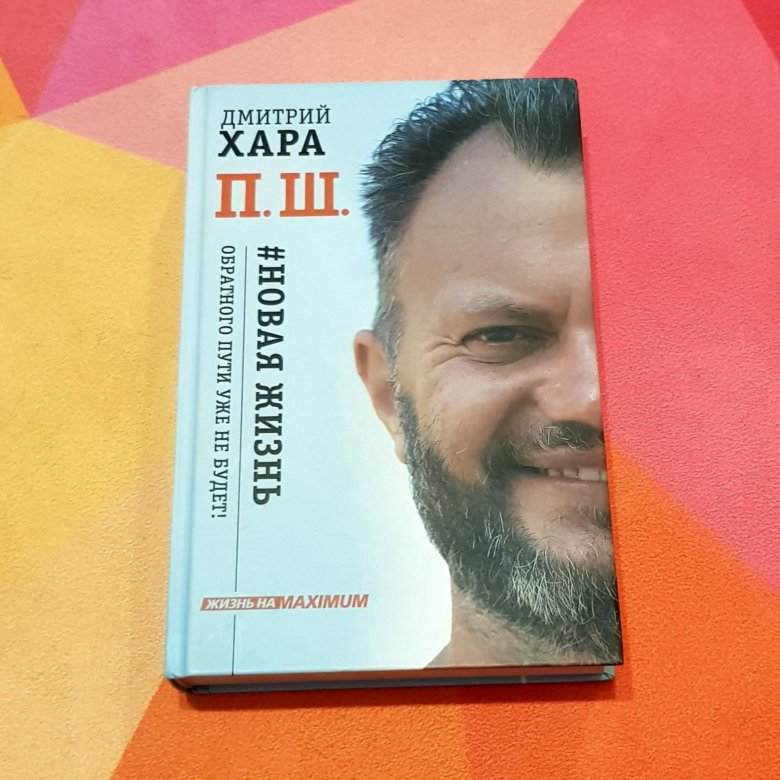 ДМИТРИЙ
ХАРА
П. Ш.
#НОВАЯ ЖИЗНЬ
ОБРАТНОГО ПУТИ УЖЕ НЕ БУДЕТ!
ЖИЗНЬ НА MAXIMUM